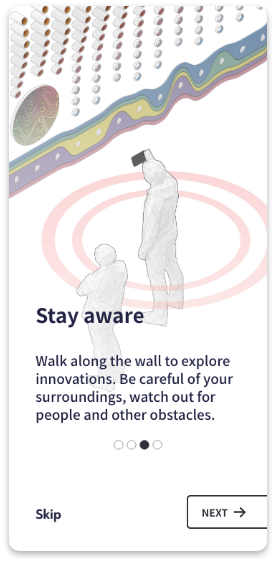 Stay aware
Walk along the wall to explore
innovations. Be careful of your
surroundings, watch out for
people and other obstacles.
Skip
NEXT →